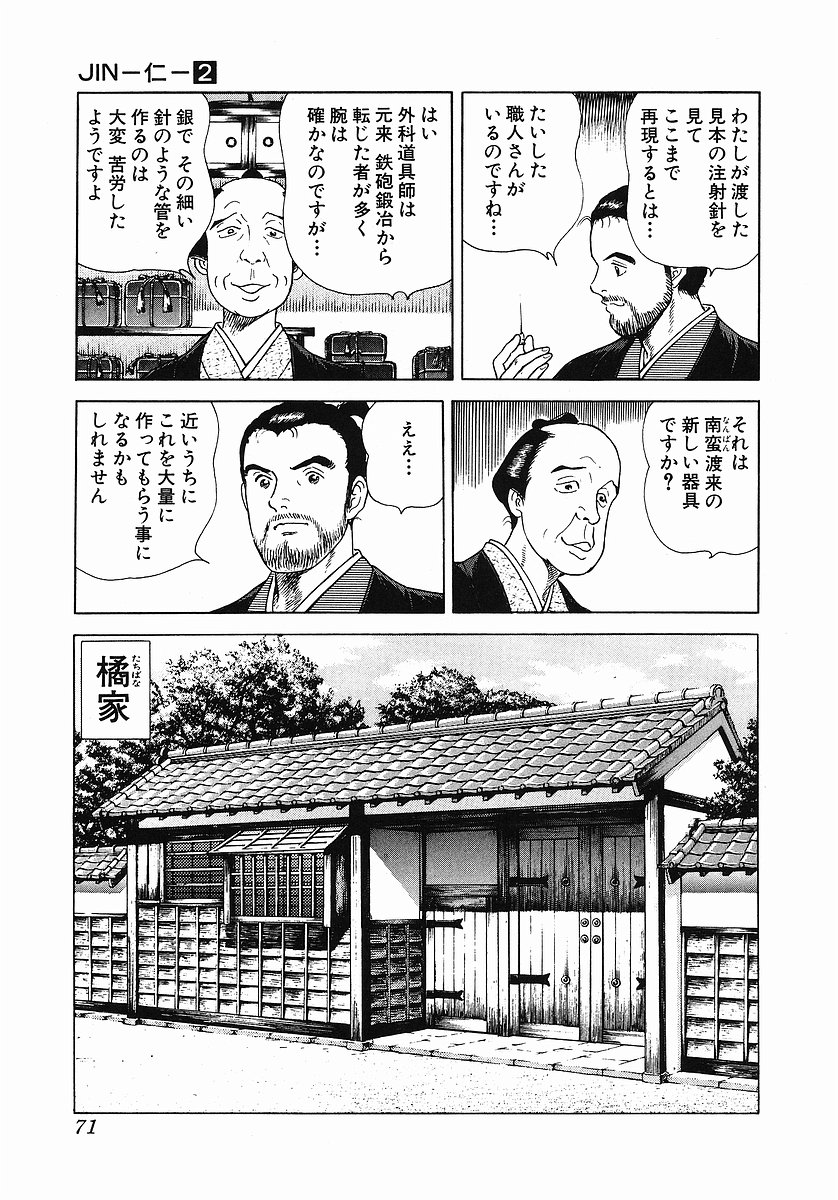 JIN－仁－2
わたしが渡した
見本の注射針を
見て
ここまで
再現するとは…
たいした
職人さんが
いるのですね…
はい
外科道具師は
元来 鉄砲鍛冶から
転じた者が多く
腕は
確かなのですが…
銀で その細い
針のような管を
作るのは
大変 苦労した
ようですよ
それは
南蛮渡来の
なんばん
新しい器具
ですか？
ええ…
近いうちに
これを大量に
作ってもらう事に
なるかも
しれません
橘家
たちばな
71